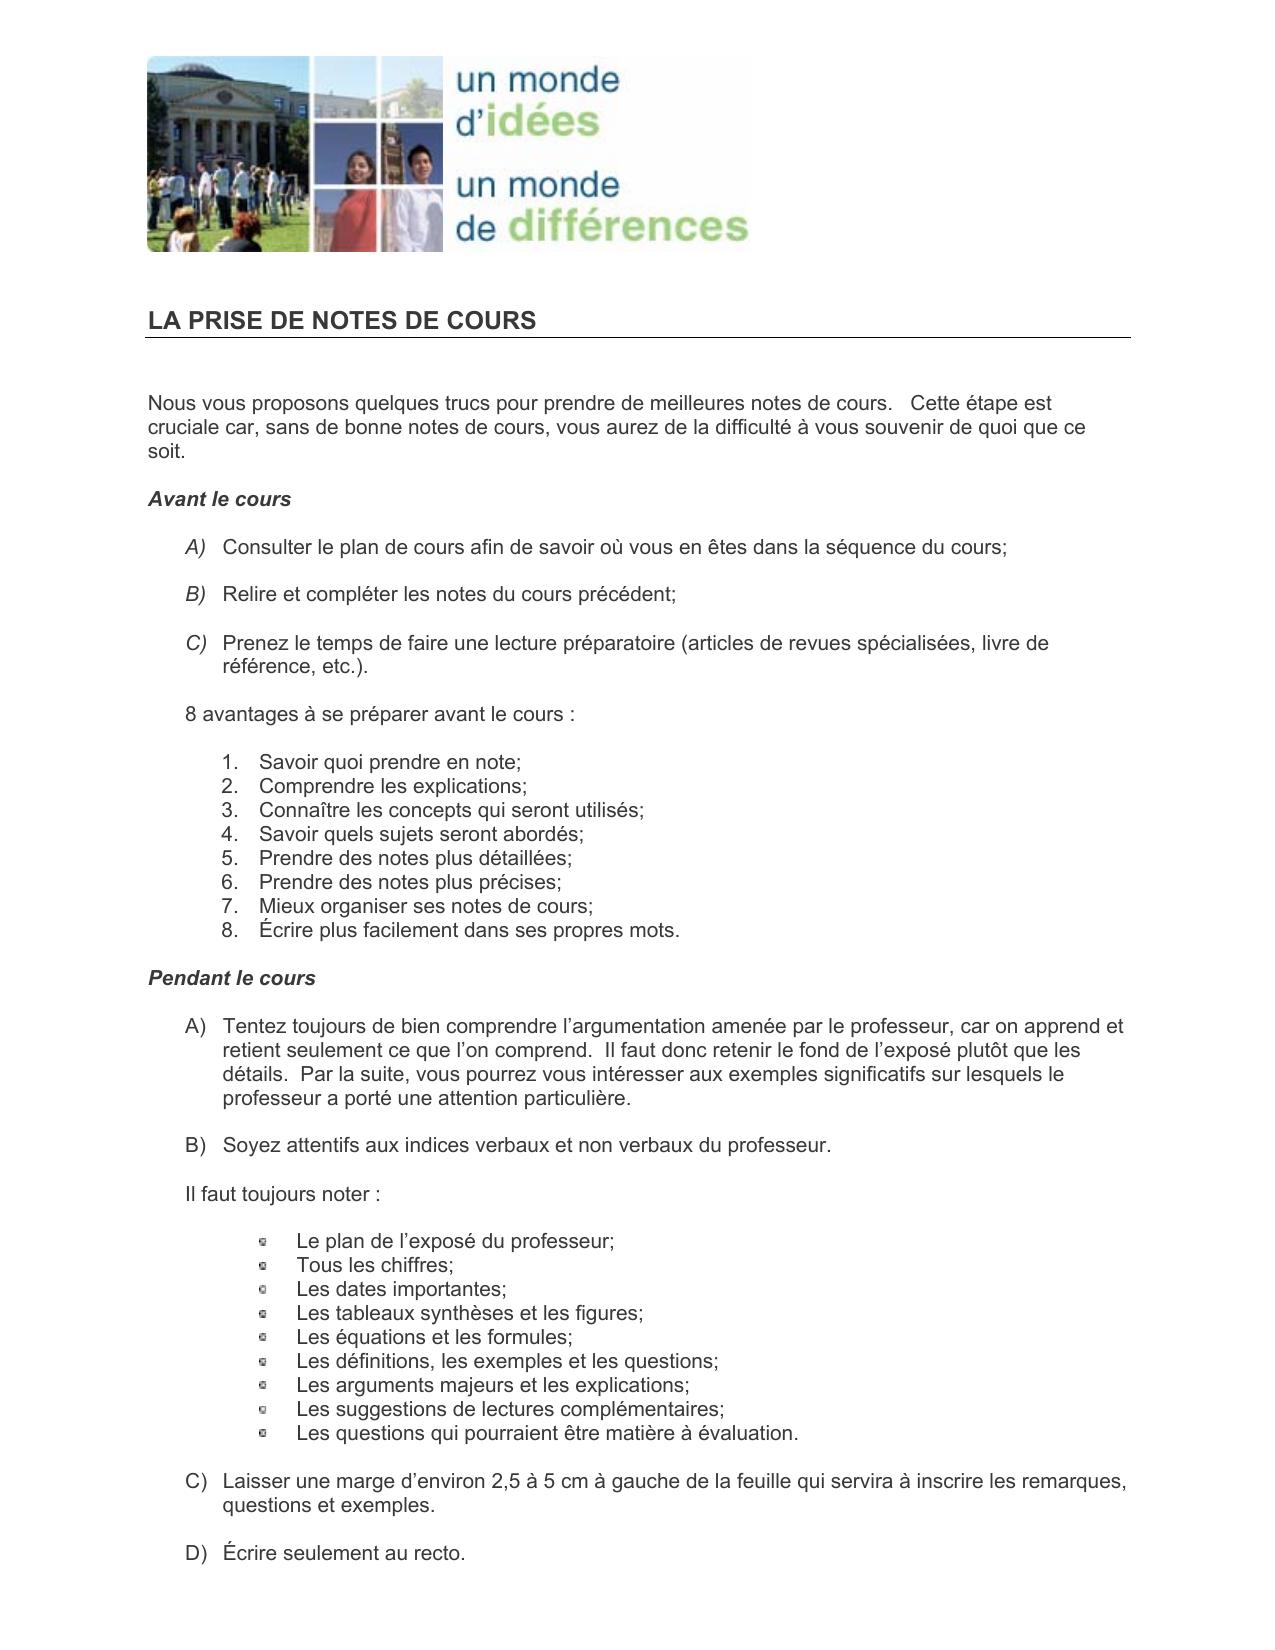 un monde
d'idées
un monde
de différences
LA PRISE DE NOTES DE COURS
Nous vous proposons quelques trucs pour prendre de meilleures notes de cours.   Cette étape est
cruciale car, sans de bonne notes de cours, vous aurez de la difficulté à vous souvenir de quoi que ce
soit.
Avant le cours
A) Consulter le plan de cours afin de savoir où vous en êtes dans la séquence du cours;
B) Relire et compléter les notes du cours précédent;
C) Prenez le temps de faire une lecture préparatoire (articles de revues spécialisées, livre de
référence, etc.).
8 avantages à se préparer avant le cours :
1. Savoir quoi prendre en note;
2. Comprendre les explications;
3. Connaître les concepts qui seront utilisés;
4. Savoir quels sujets seront abordés;
5. Prendre des notes plus détaillées;
6. Prendre des notes plus précises;
7. Mieux organiser ses notes de cours;
8. Écrire plus facilement dans ses propres mots.
Pendant le cours
A) Tentez toujours de bien comprendre l’argumentation amenée par le professeur, car on apprend et
retient seulement ce que l’on comprend.  Il faut donc retenir le fond de l’exposé plutôt que les
détails.  Par la suite, vous pourrez vous intéresser aux exemples significatifs sur lesquels le
professeur a porté une attention particulière.
B) Soyez attentifs aux indices verbaux et non verbaux du professeur.
Il faut toujours noter :
Le plan de l’exposé du professeur;
Tous les chiffres;
Les dates importantes;
Les tableaux synthèses et les figures;
Les équations et les formules;
Les définitions, les exemples et les questions;
Les arguments majeurs et les explications;
Les suggestions de lectures complémentaires;
Les questions qui pourraient être matière à évaluation.
C) Laisser une marge d’environ 2,5 à 5 cm à gauche de la feuille qui servira à inscrire les remarques,
questions et exemples.
D) Écrire seulement au recto.